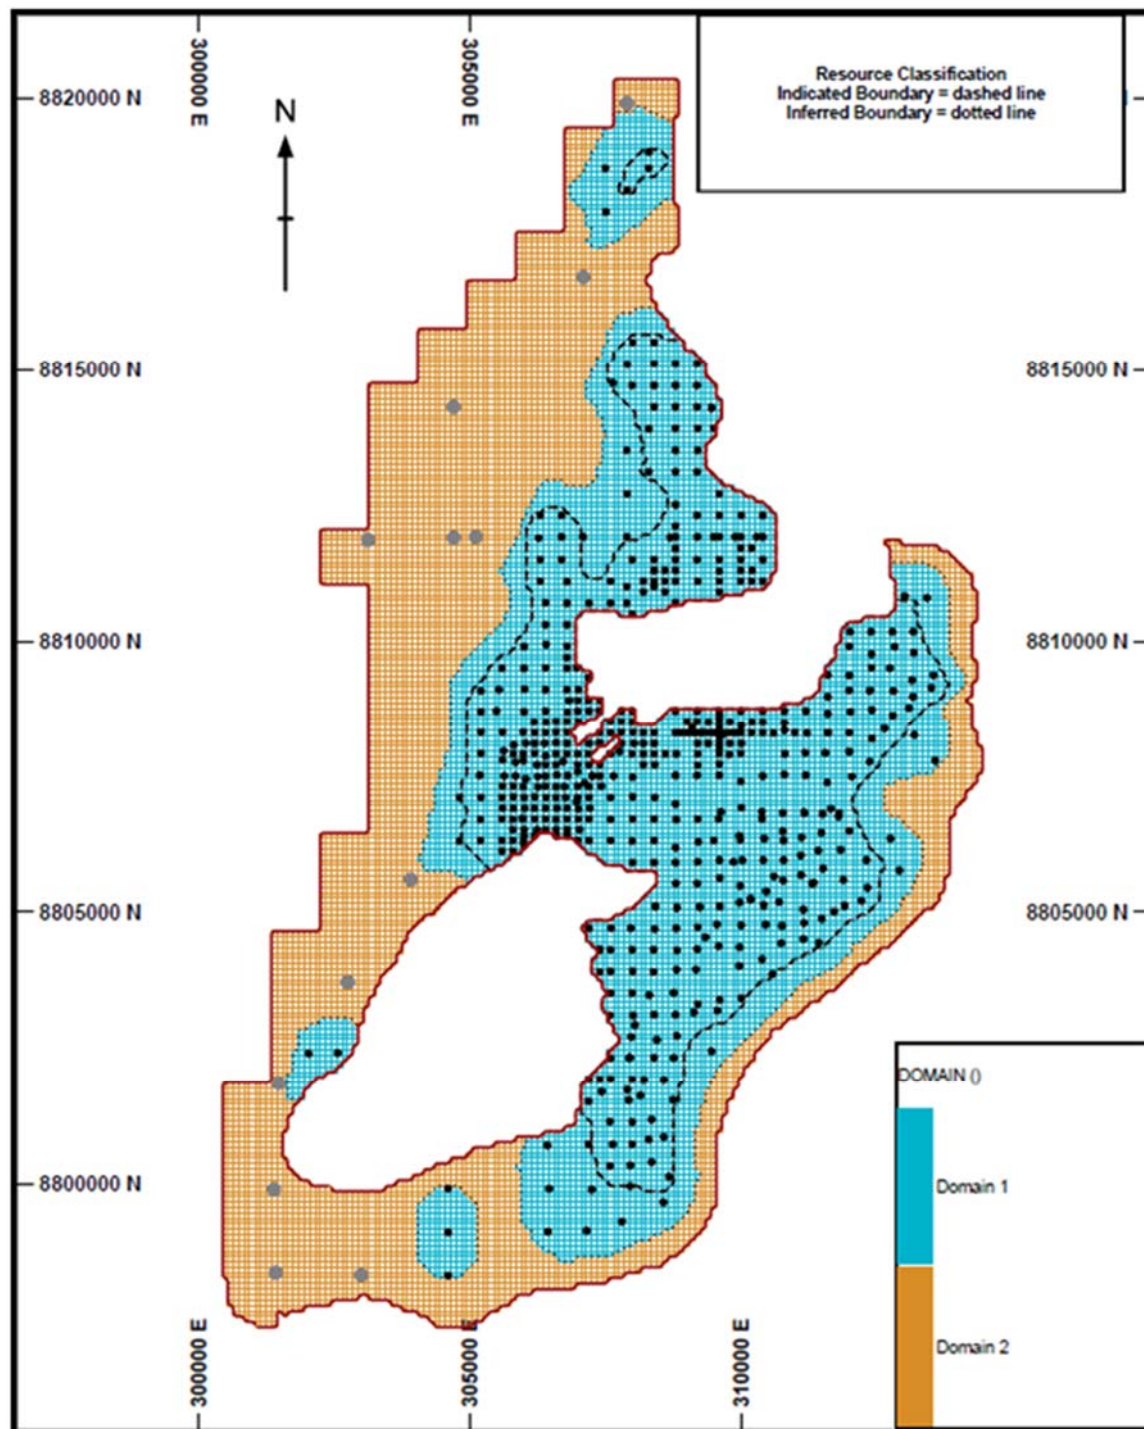 300000 E
305000 E
Resource Classification
Indicated Boundary = dashed line
Inferred Boundary = dotted line
8820000 N
N
8815000 N
8815000 N
8810000 N
8810000 N
8805000 N
8805000 N
DOMAIN ()
Domain 1
8800000 N
Domain 2
300000 E
305000 E
310000 E